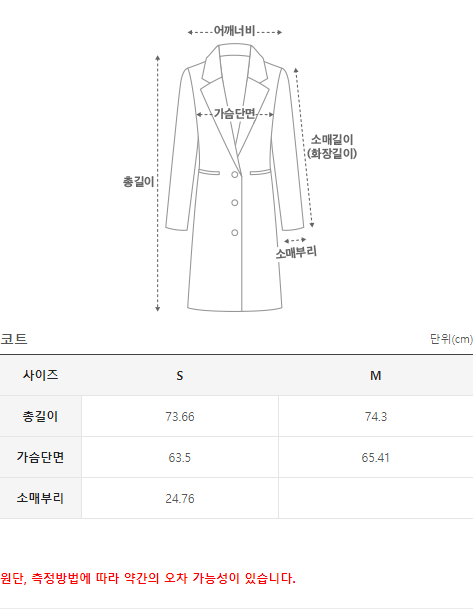 어깨너비
가슴단면
소매길이
(화장길이)
총길이
소매부리
코트 단위(cm)
사이즈 S M
총길이 73.66 74.3
가슴단면 63.5 65.41
소매부리 24.76
원단, 측정방법에 따라 약간의 오차 가능성이 있습니다.